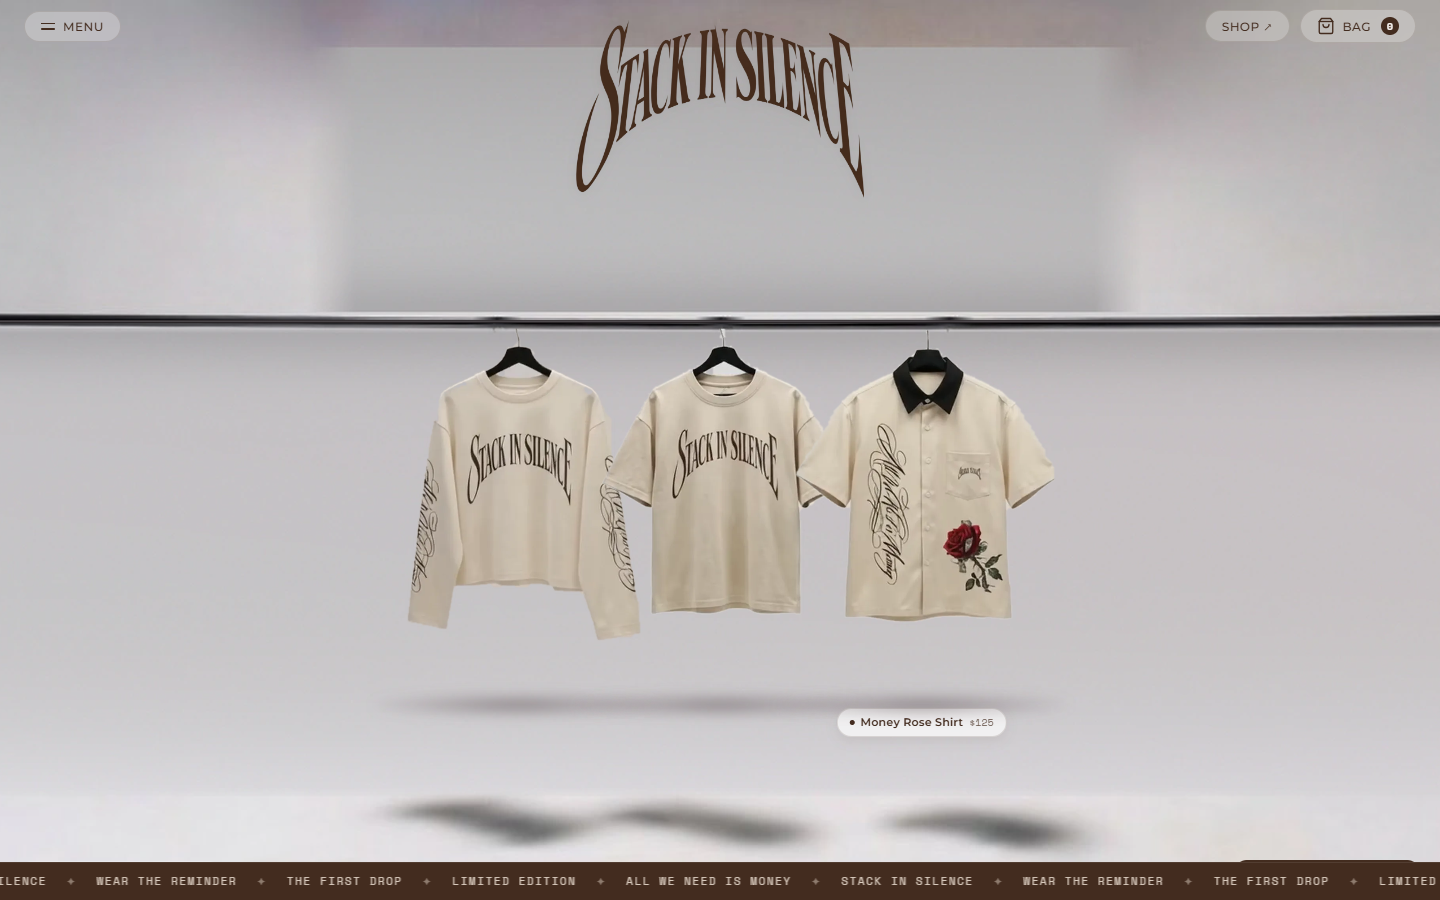 MENU
STACK IN SILENCE
SHOP ↗
BAG 0
STACK IN SILENCE
STACK IN SILENCE
Money Rose Shirt $125
ILENCE ✦ WEAR THE REMINDER ✦ THE FIRST DROP ✦ LIMITED EDITION ✦ ALL WE NEED IS MONEY ✦ STACK IN SILENCE ✦ WEAR THE REMINDER ✦ THE FIRST DROP ✦ LIMITED